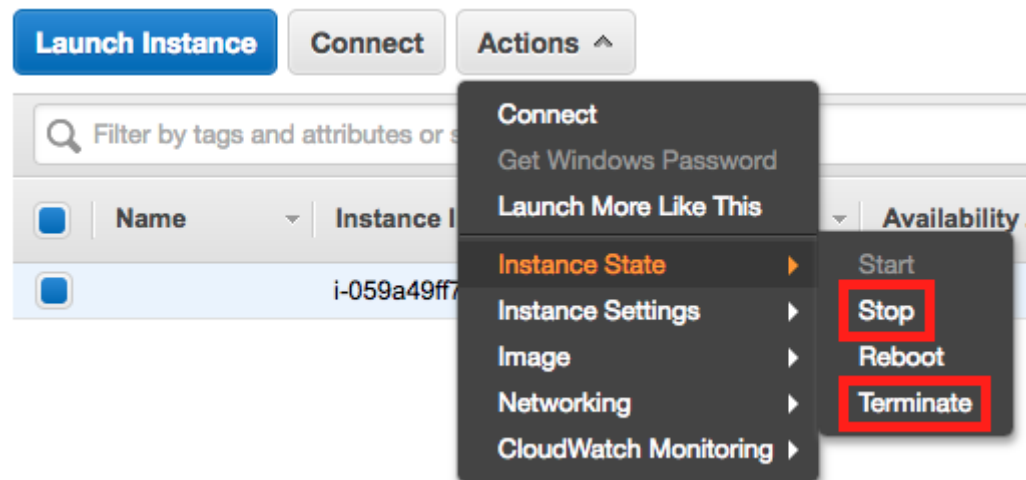 Launch Instance Connect Actions
Filter by tags and attributes or
Name Instance Availability
i-059a49ff7
Connect
Get Windows Password
Launch More Like This
Instance State
Instance Settings
Image
Networking
CloudWatch Monitoring
Start
Stop
Reboot
Terminate